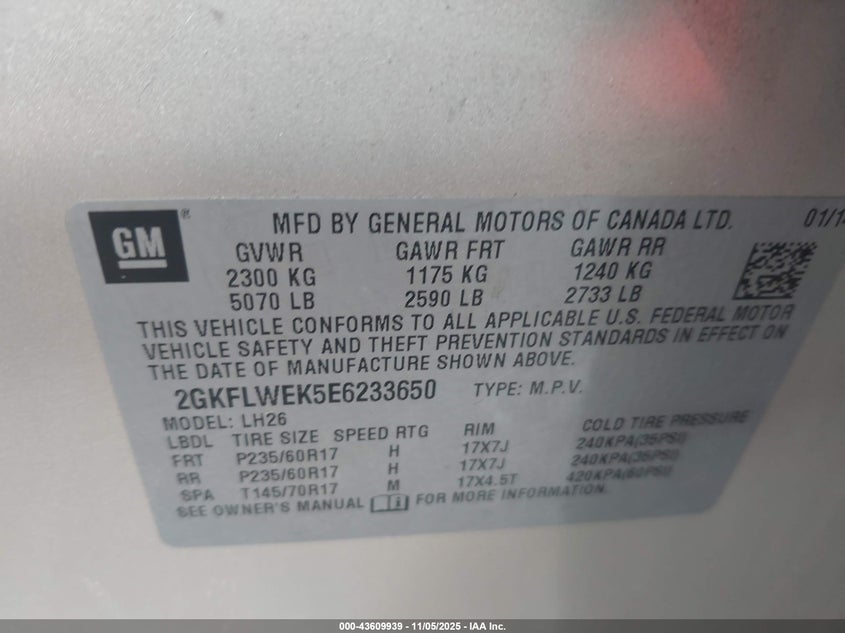 GM ®
MFD BY GENERAL MOTORS OF CANADA LTD. 01/1
GVWR GAWR FRT GAWR RR
2300 KG 1175 KG 1240 KG
5070 LB 2590 LB 2733 LB
THIS VEHICLE CONFORMS TO ALL APPLICABLE U.S. FEDERAL MOTOR
VEHICLE SAFETY AND THEFT PREVENTION STANDARDS IN EFFECT ON
THE DATE OF MANUFACTURE SHOWN ABOVE.
2GKFLWEK5E6233650 TYPE: M.P.V.
MODEL: LH26
LBDL TIRE SIZE SPEED RTG RIM COLD TIRE PRESSURE
FRT P235/60R17 H 17X7J 240KPA(35PSI)
RR P235/60R17 H 17X7J 240KPA(35PSI)
SPA T145/70R17 M 17X4.5T 420KPA(60PSI)
SEE OWNER'S MANUAL FOR MORE INFORMATION.
000-43609939 - 11/05/2025 - IAA Inc.